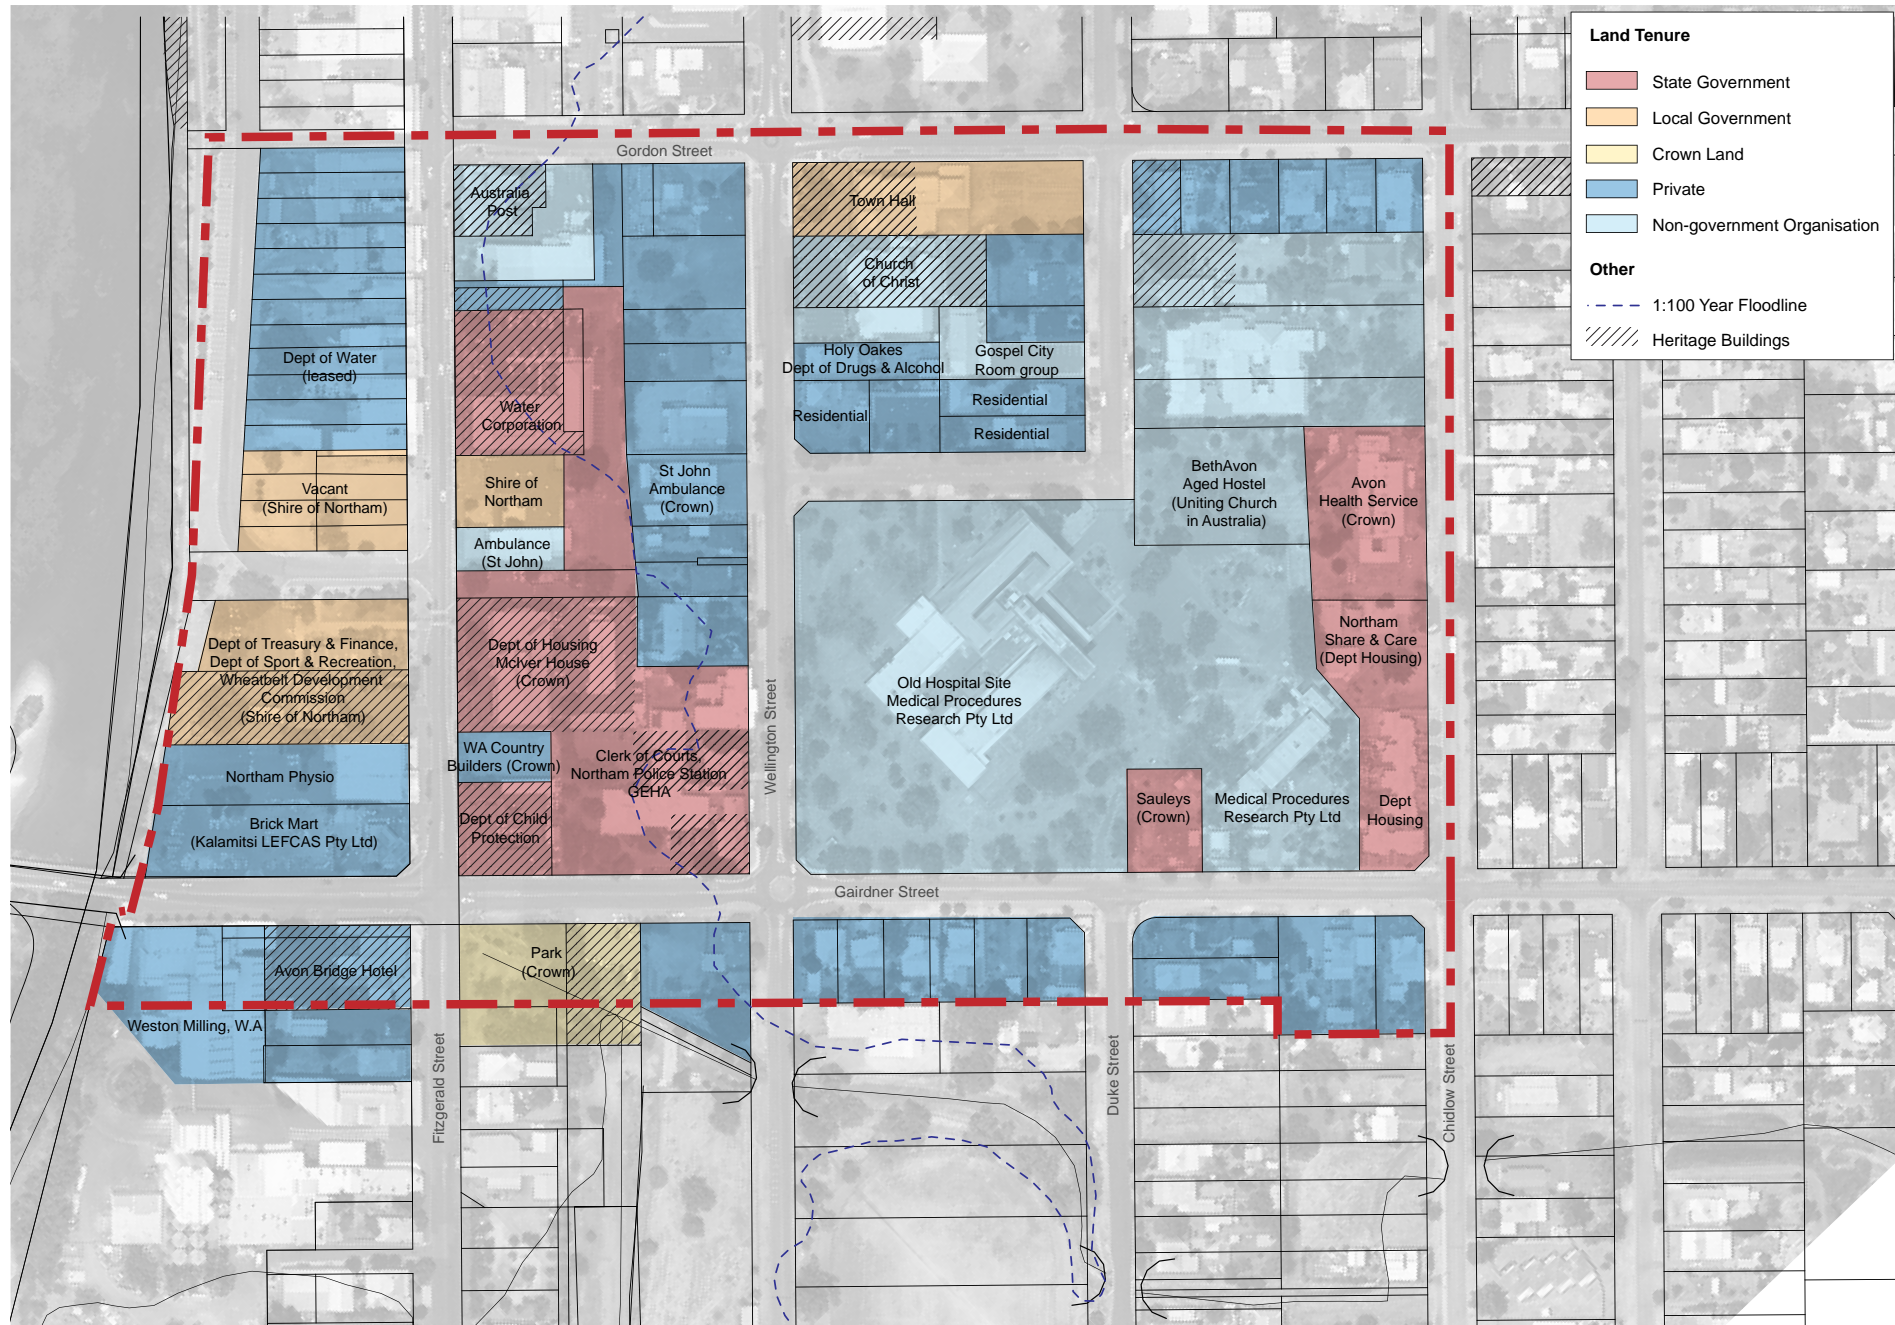 Land Tenure
State Government
Local Government
Crown Land
Private
Non-government Organisation
Other
1:100 Year Floodline
Heritage Buildings
Gordon Street
Australia
Post
Town Hall
Church
of Christ
Dept of Water
(leased)
Holy Oakes
Dept of Drugs & Alcohol
Gospel City
Room group
Residential
Residential
Residential
Water
Corporation
Vacant
(Shire of Northam)
Shire of
Northam
St John
Ambulance
(Crown)
Ambulance
(St John)
BethAvon
Aged Hostel
(Uniting Church
in Australia)
Avon
Health Service
(Crown)
Dept of Treasury & Finance,
Dept of Sport & Recreation,
Wheatbelt Development
Commission
(Shire of Northam)
Dept of Housing
McIver House
(Crown)
Northam
Share & Care
(Dept Housing)
Old Hospital Site
Medical Procedures
Research Pty Ltd
Wellington Street
Northam Physio
WA Country
Builders (Crown)
Clerk of Courts,
Northam Police Station
GEHA
Brick Mart
(Kalamitsi LEFCAS Pty Ltd)
Dept of Child
Protection
Sauleys
(Crown)
Medical Procedures
Research Pty Ltd
Dept
Housing
Gairdner Street
Avon Bridge Hotel
Park
(Crown)
Weston Milling, W.A
Fitzgerald Street
Duke Street
Chidlow Street